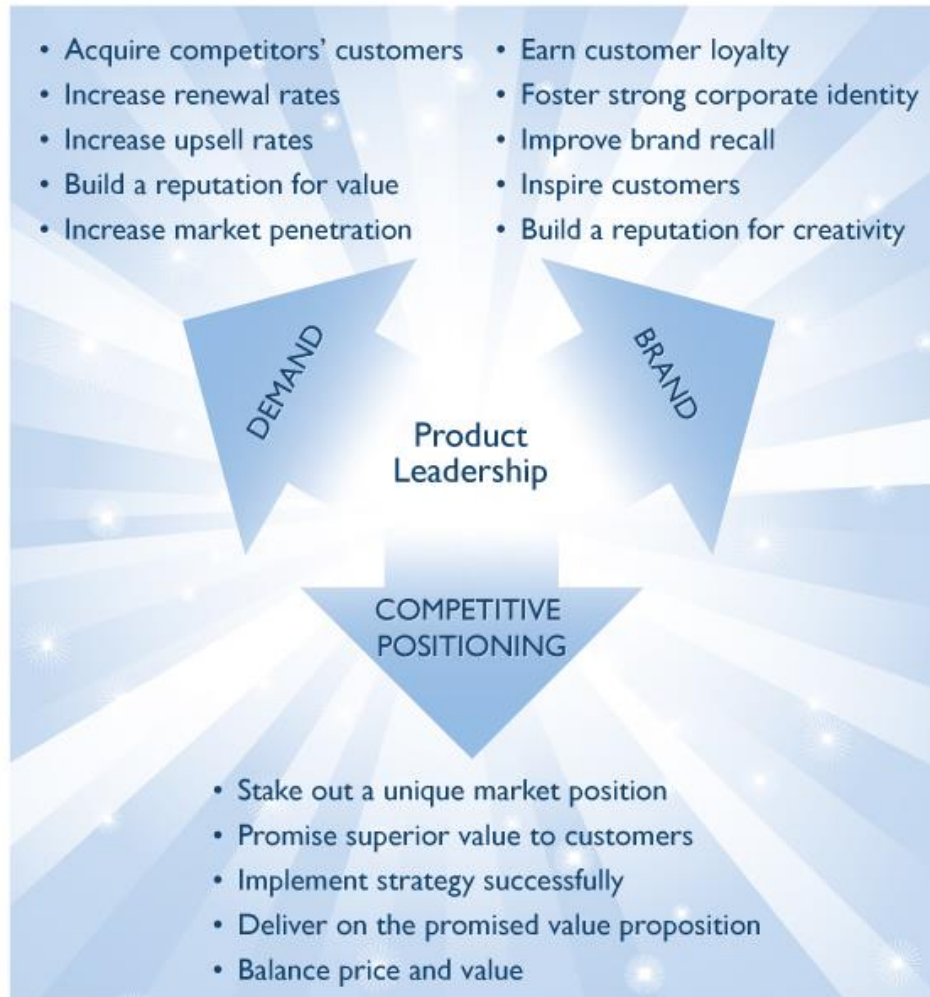 • Acquire competitors' customers
• Increase renewal rates
• Increase upsell rates
• Build a reputation for value
• Increase market penetration
• Earn customer loyalty
• Foster strong corporate identity
• Improve brand recall
• Inspire customers
• Build a reputation for creativity
DEMAND
BRAND
Product
Leadership
COMPETITIVE
POSITIONING
• Stake out a unique market position
• Promise superior value to customers
• Implement strategy successfully
• Deliver on the promised value proposition
• Balance price and value